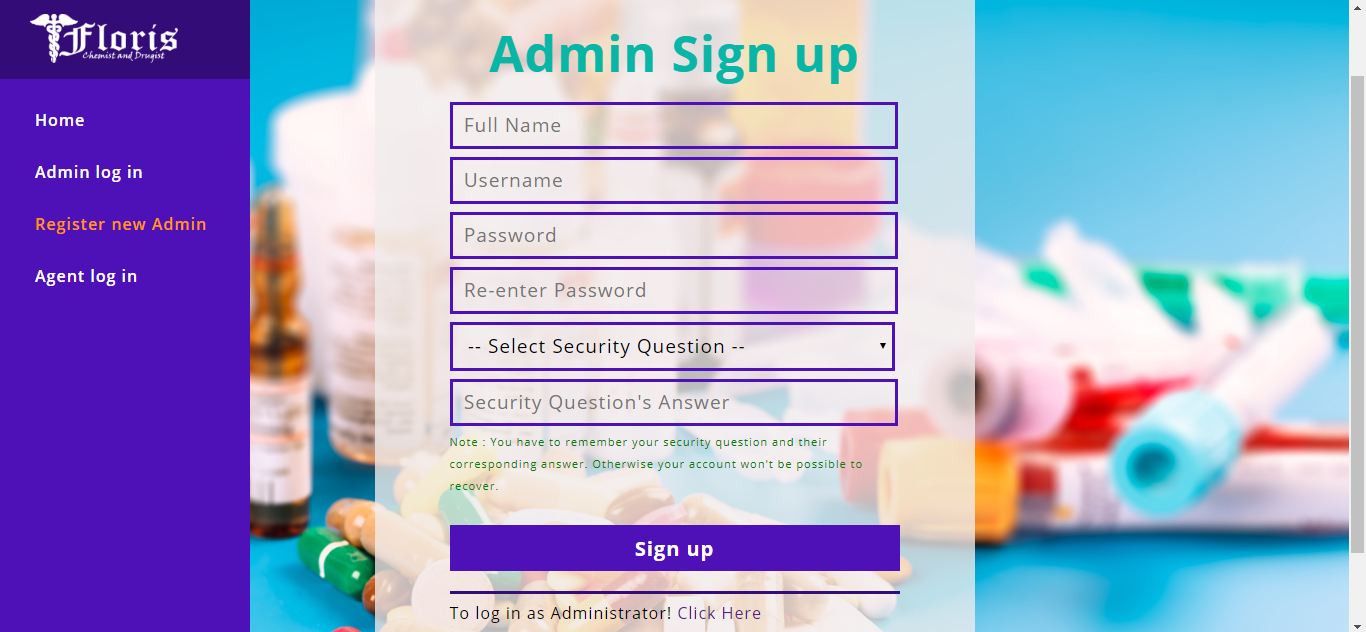 Floris
Chemist and Drugist
Home
Admin log in
Register new Admin
Agent log in
Admin Sign up
Full Name
Username
Password
Re-enter Password
-- Select Security Question --
Security Question's Answer
Note : You have to remember your security question and their
corresponding answer. Otherwise your account won't be possible to
recover.
Sign up
To log in as Administrator! Click Here